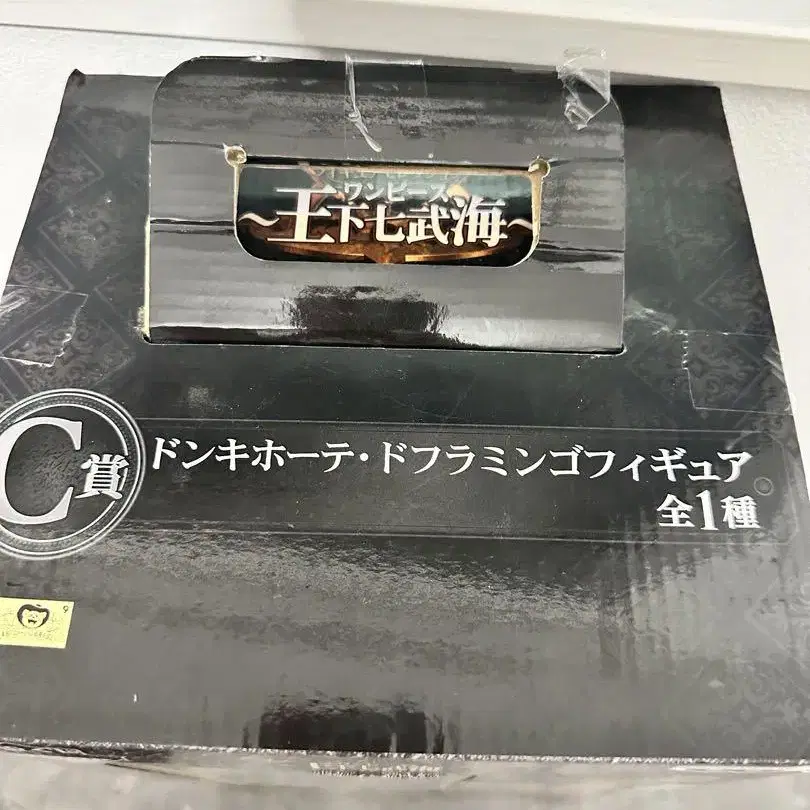 ワンピース
～王下七武海～
C賞
ドンキホーテ・ドフラミンゴフィギュア
全1種
9